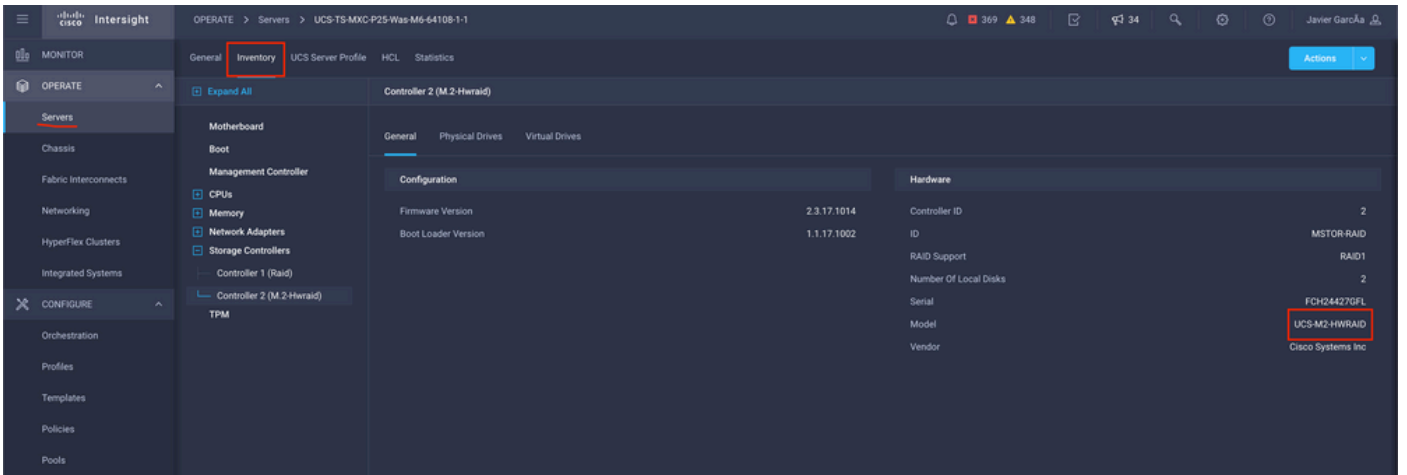 cisco Intersight
OPERATE > Servers > UCS-TS-MXC-P25-Was-M6-64108-1-1
369 348
34
Javier GarcÃa
MONITOR
OPERATE
Servers
Chassis
Fabric Interconnects
Networking
HyperFlex Clusters
Integrated Systems
CONFIGURE
Orchestration
Profiles
Templates
Policies
Pools
General Inventory UCS Server Profile HCL Statistics
Actions
Expand All
Motherboard
Boot
Management Controller
CPUs
Memory
Network Adapters
Storage Controllers
Controller 1 (Raid)
Controller 2 (M.2-Hwraid)
TPM
Controller 2 (M.2-Hwraid)
General Physical Drives Virtual Drives
Configuration
Firmware Version 2.3.17.1014
Boot Loader Version 1.1.17.1002
Hardware
Controller ID 2
ID MSTOR-RAID
RAID Support RAID1
Number Of Local Disks 2
Serial FCH24427GFL
Model UCS-M2-HWRAID
Vendor Cisco Systems Inc